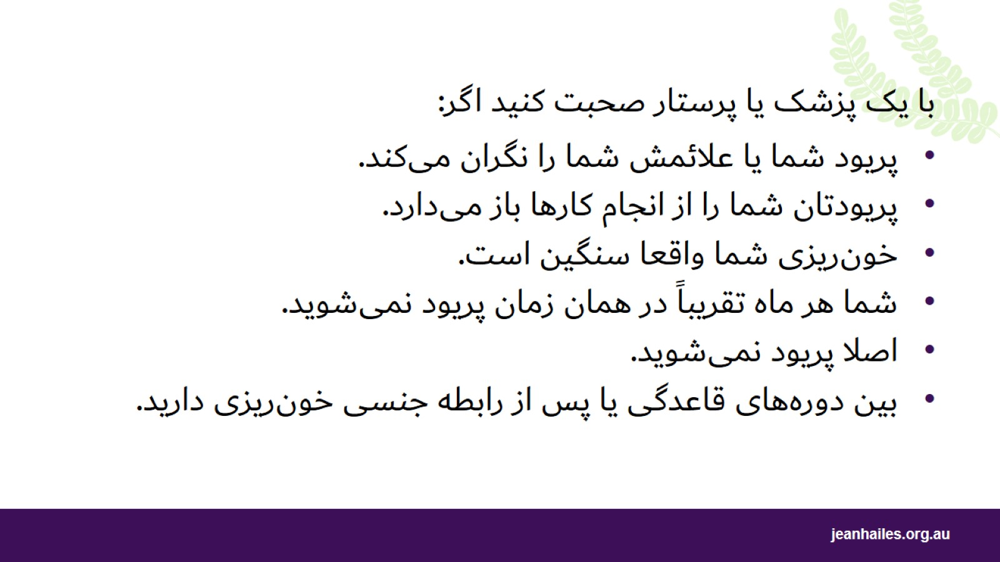 با یک پزشک یا پرستار صحبت کنید اگر:
• پریود شما یا علائمش شما را نگران می‌کند.
• پریودتان شما را از انجام کارها باز می‌دارد.
• خون‌ریزی شما واقعا سنگین است.
• شما هر ماه تقریباً در همان زمان پریود نمی‌شوید.
• اصلا پریود نمی‌شوید.
• بین دوره‌های قاعدگی یا پس از رابطه جنسی خون‌ریزی دارید.
jeanhailes.org.au